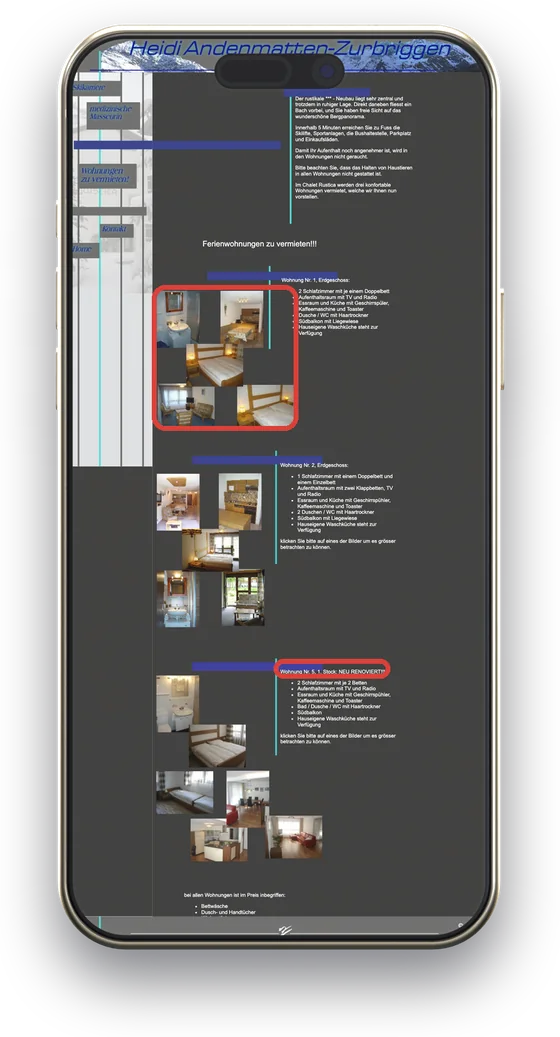 Heidi Andenmatten-Zurbriggen
Skikarriere
medizinische
Masseurin
Wohnungen
zu vermieten!
Kontakt
Home
Der rustikale *** - Neubau liegt sehr zentral und
trotzdem in ruhiger Lage. Direkt daneben fliesst ein
Bach vorbei, und Sie haben freie Sicht auf das
wunderschöne Bergpanorama.
Innerhalb 5 Minuten erreichen Sie zu Fuss die
Skilifte, Sportanlagen, die Bushaltestelle, Parkplatz
und Einkaufsläden.
Damit Ihr Aufenthalt noch angenehmer ist, wird in
den Wohnungen nicht geraucht.
Bitte beachten Sie, dass das Halten von Haustieren
in allen Wohnungen nicht gestattet ist.
Im Chalet Rustica werden drei konfortable
Wohnungen vermietet, welche wir Ihnen nun
vorstellen.
Ferienwohnungen zu vermieten!!!
Wohnung Nr. 1, Erdgeschoss:
2 Schlafzimmer mit je einem Doppelbett
Aufenthaltsraum mit TV und Radio
Essraum und Küche mit Geschirrspüler,
Kaffeemaschine und Toaster
Dusche / WC mit Haartrockner
Südbalkon mit Liegewiese
Hauseigene Waschküche steht zur
Verfügung
Wohnung Nr. 2, Erdgeschoss:
• 1 Schlafzimmer mit einem Doppelbett und
einem Einzelbett
• Aufenthaltsraum mit zwei Klappbetten, TV
und Radio
• Essraum und Küche mit Geschirrspühler,
Kaffeemaschine und Toaster
• 2 Duschen / WC mit Haartrockner
• Südbalkon mit Liegewiese
• Hauseigene Waschküche steht zur
Verfügung
klicken Sie bitte auf eines der Bilder um es grösser
betrachten zu können.
Wohnung Nr. 5, 1. Stock: NEU RENOVIERT!!!
• 2 Schlafzimmer mit je 2 Betten
• Aufenthaltsraum mit TV und Radio
• Essraum und Küche mit Geschirrspühler,
Kaffeemaschine und Toaster
• Bad / Dusche / WC mit Haartrockner
• Südbalkon
• Hauseigene Waschküche steht zur
Verfügung
klicken Sie bitte auf eines der Bilder um es grösser
betrachten zu können.
bei allen Wohnungen ist im Preis inbegriffen:
• Bettwäsche
• Dusch- und Handtücher